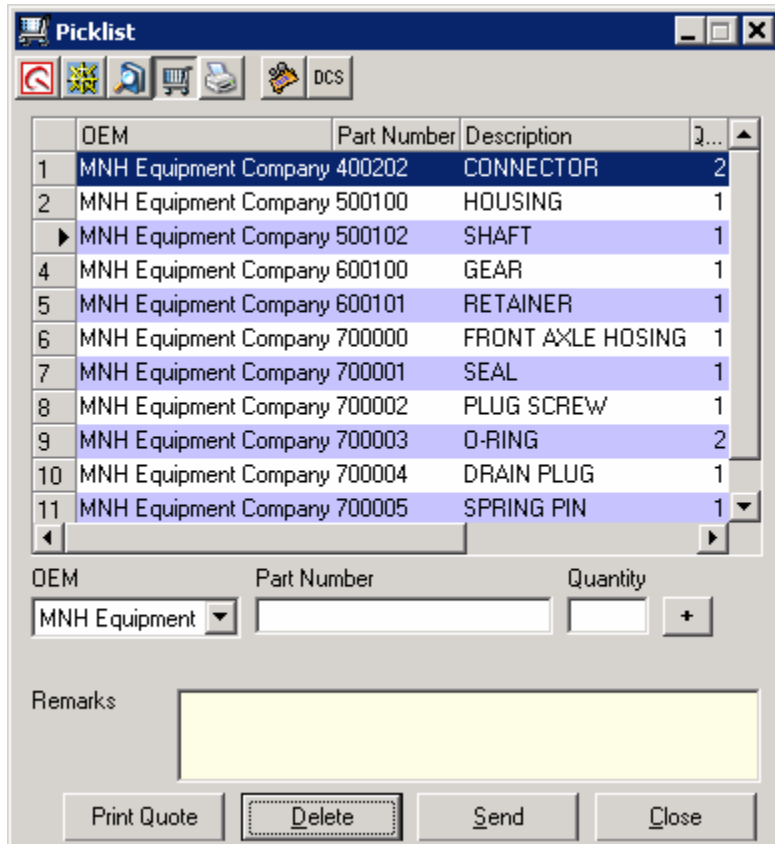 Picklist
DCS
OEM Part Number Description Q...
1 MNH Equipment Company 400202 CONNECTOR 2
2 MNH Equipment Company 500100 HOUSING 1
MNH Equipment Company 500102 SHAFT 1
4 MNH Equipment Company 600100 GEAR 1
5 MNH Equipment Company 600101 RETAINER 1
6 MNH Equipment Company 700000 FRONT AXLE HOSING 1
7 MNH Equipment Company 700001 SEAL 1
8 MNH Equipment Company 700002 PLUG SCREW 1
9 MNH Equipment Company 700003 O-RING 2
10 MNH Equipment Company 700004 DRAIN PLUG 1
11 MNH Equipment Company 700005 SPRING PIN 1
OEM Part Number Quantity
MNH Equipment +
Remarks
Print Quote Delete Send Close